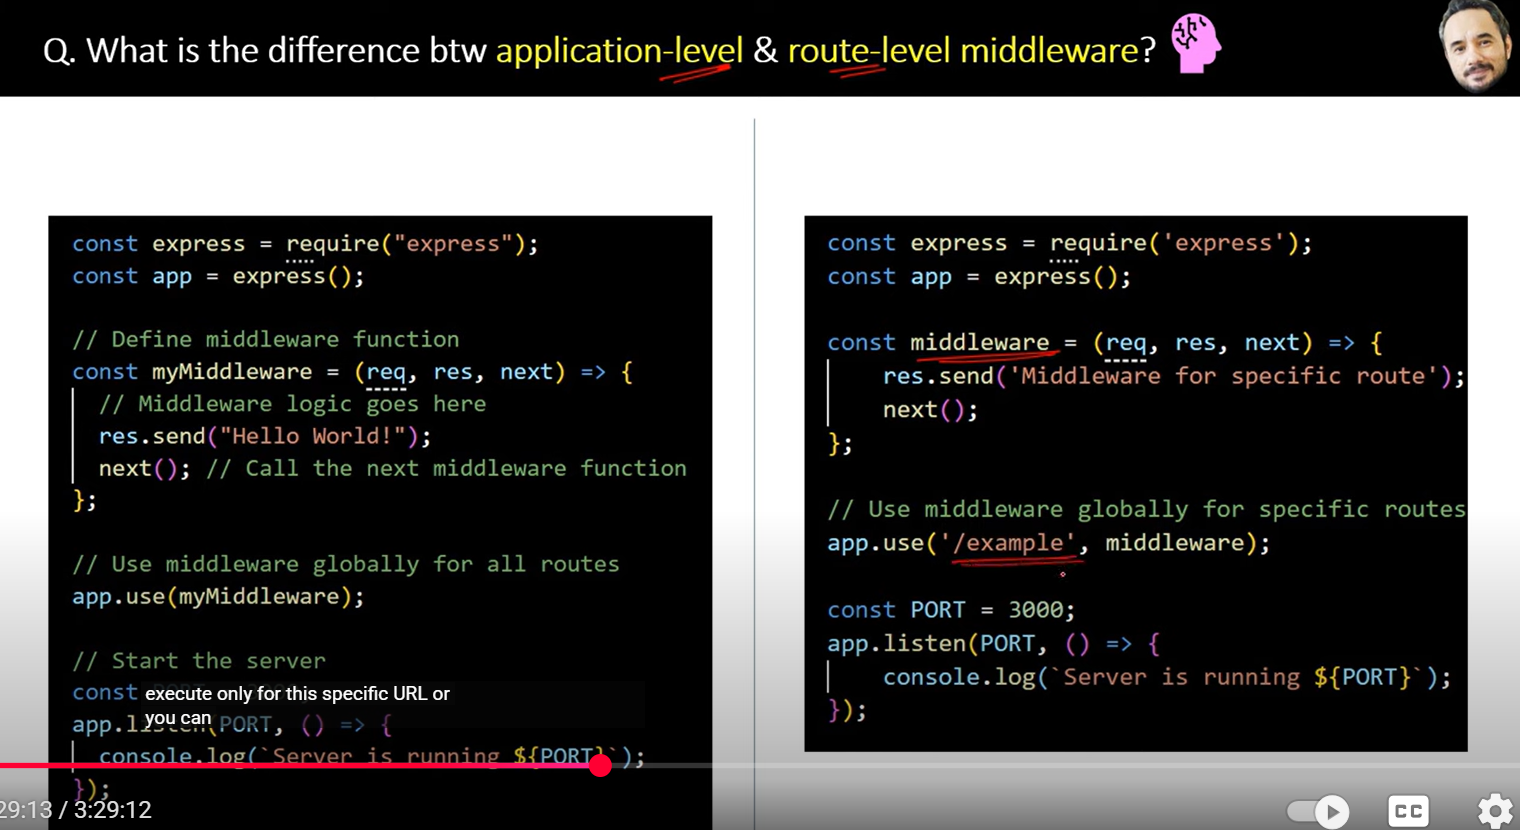 Q. What is the difference btw application-level & route-level middleware?
const express = require("express");
const app = express();
// Define middleware function
const myMiddleware = (req, res, next) => {
// Middleware logic goes here
res.send("Hello World!");
next(); // Call the next middleware function
};
// Use middleware globally for all routes
app.use(myMiddleware);
// Start the server
const
app.listen(PORT, () => {
console.log(`Server is running ${PORT}`);
});
const express = require('express');
const app = express();
const middleware = (req, res, next) => {
res.send('Middleware for specific route');
next();
};
// Use middleware globally for specific routes
app.use('/example', middleware);
const PORT = 3000;
app.listen(PORT, () => {
console.log(`Server is running ${PORT}`);
});
execute only for this specific URL or
you can
29:13 / 3:29:12
CC